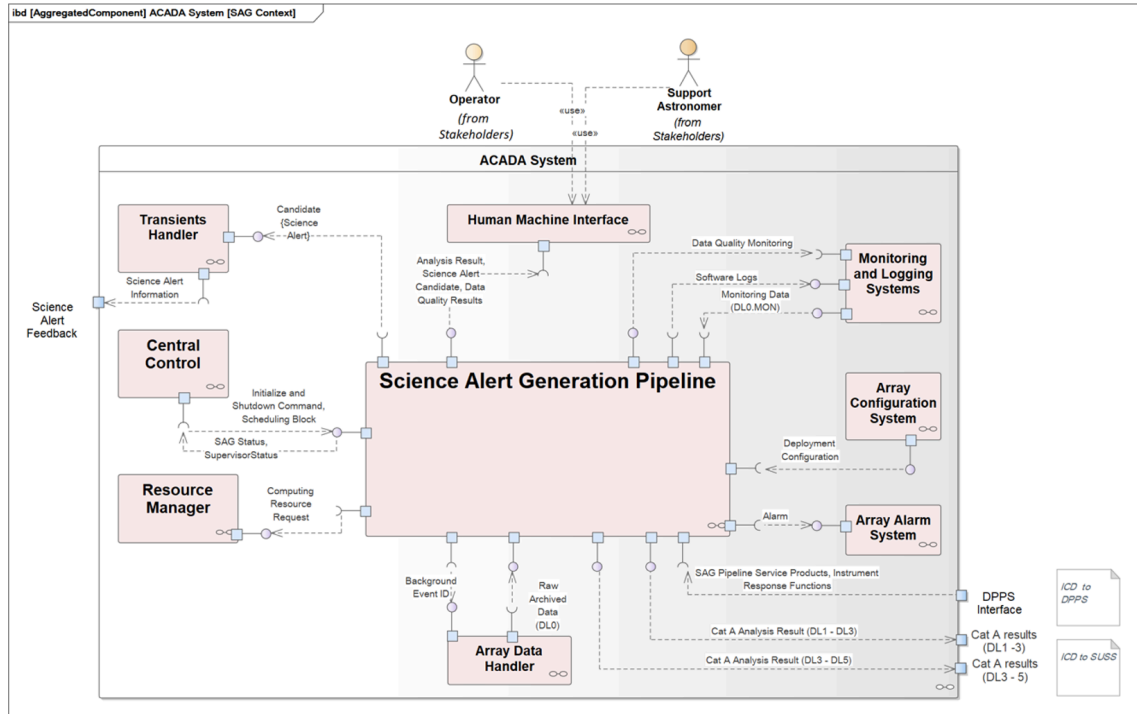 ibd [AggregatedComponent] ACADA System [SAG Context]
Operator
(from
Stakeholders)
Support
Astronomer
(from
Stakeholders)
«use»
«use»
ACADA System
Transients
Handler
Candidate
{Science
Alert}
Human Machine Interface
Data Quality Monitoring
Monitoring
and Logging
Systems
Analysis Result,
Science Alert
Candidate, Data
Quality Results
Software Logs
Monitoring Data
(DL0.MON)
Science Alert
Information
Science
Alert
Feedback
Central
Control
Science Alert Generation Pipeline
Array
Configuration
System
Initialize and
Shutdown Command,
Scheduling Block
SAG Status,
SupervisorStatus
Deployment
Configuration
Resource
Manager
Computing
Resource
Request
Alarm
Array Alarm
System
Background
Event ID
Raw
Archived
Data
(DL0)
SAG Pipeline Service Products, Instrument
Response Functions
DPPS
Interface
ICD to
DPPS
Cat A Analysis Result (DL1 - DL3)
Cat A results
(DL1 -3)
Array Data
Handler
Cat A Analysis Result (DL3 - DL5)
Cat A results
(DL3 - 5)
ICD to SUSS